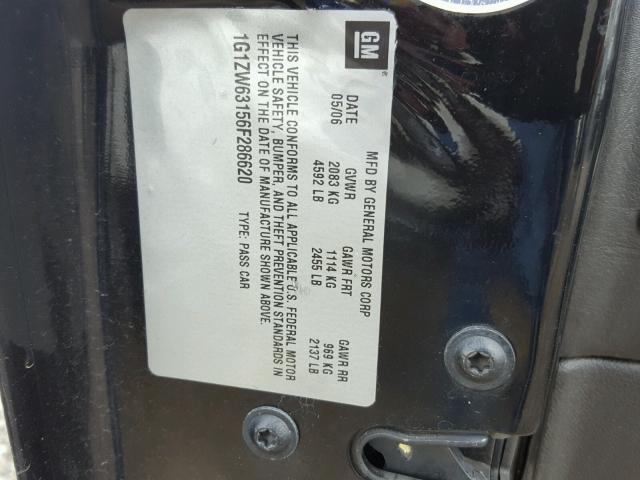 GM
MFD BY GENERAL MOTORS CORP
DATE GVWR GAWR FRT GAWR RR
05/06 2083 KG 1114 KG 969 KG
4592 LB 2455 LB 2137 LB
THIS VEHICLE CONFORMS TO ALL APPLICABLE U.S. FEDERAL MOTOR
VEHICLE SAFETY, BUMPER, AND THEFT PREVENTION STANDARDS IN
EFFECT ON THE DATE OF MANUFACTURE SHOWN ABOVE.
1G1ZW63156F286620 TYPE: PASS CAR